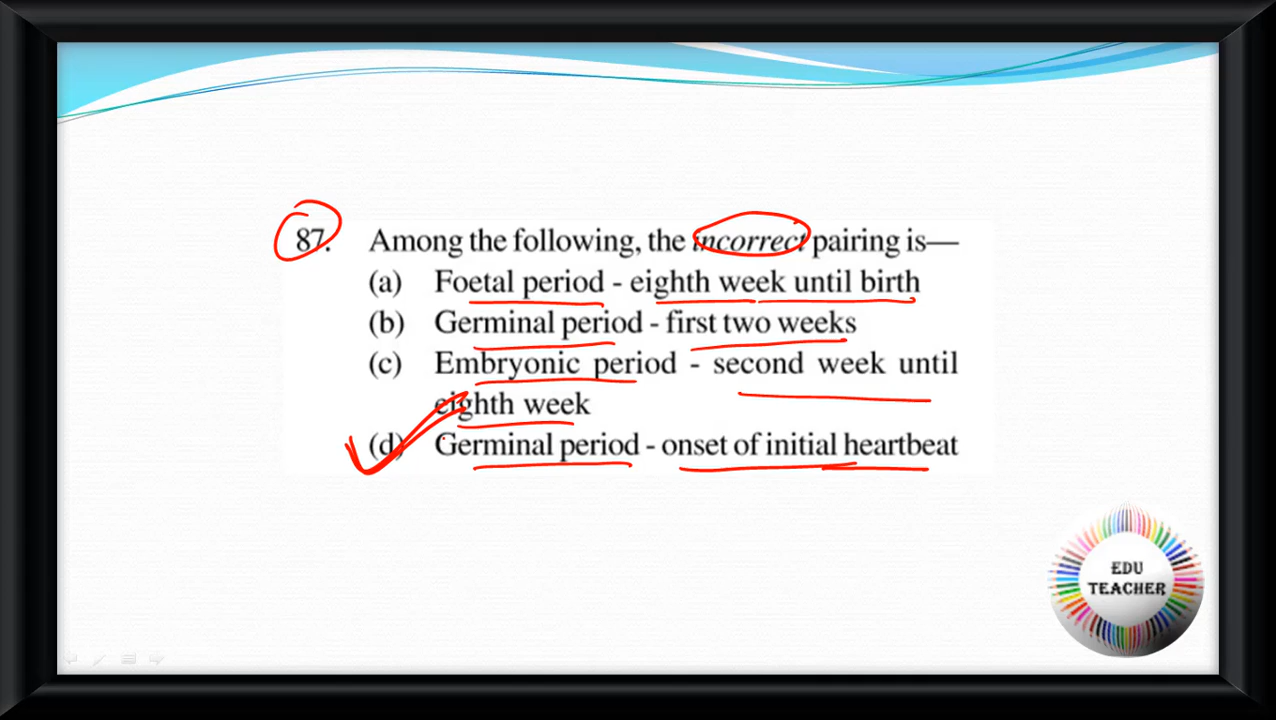 87. Among the following, the incorrect pairing is—
(a) Foetal period - eighth week until birth
(b) Germinal period - first two weeks
(c) Embryonic period - second week until
eighth week
(d) Germinal period - onset of initial heartbeat
EDU
TEACHER